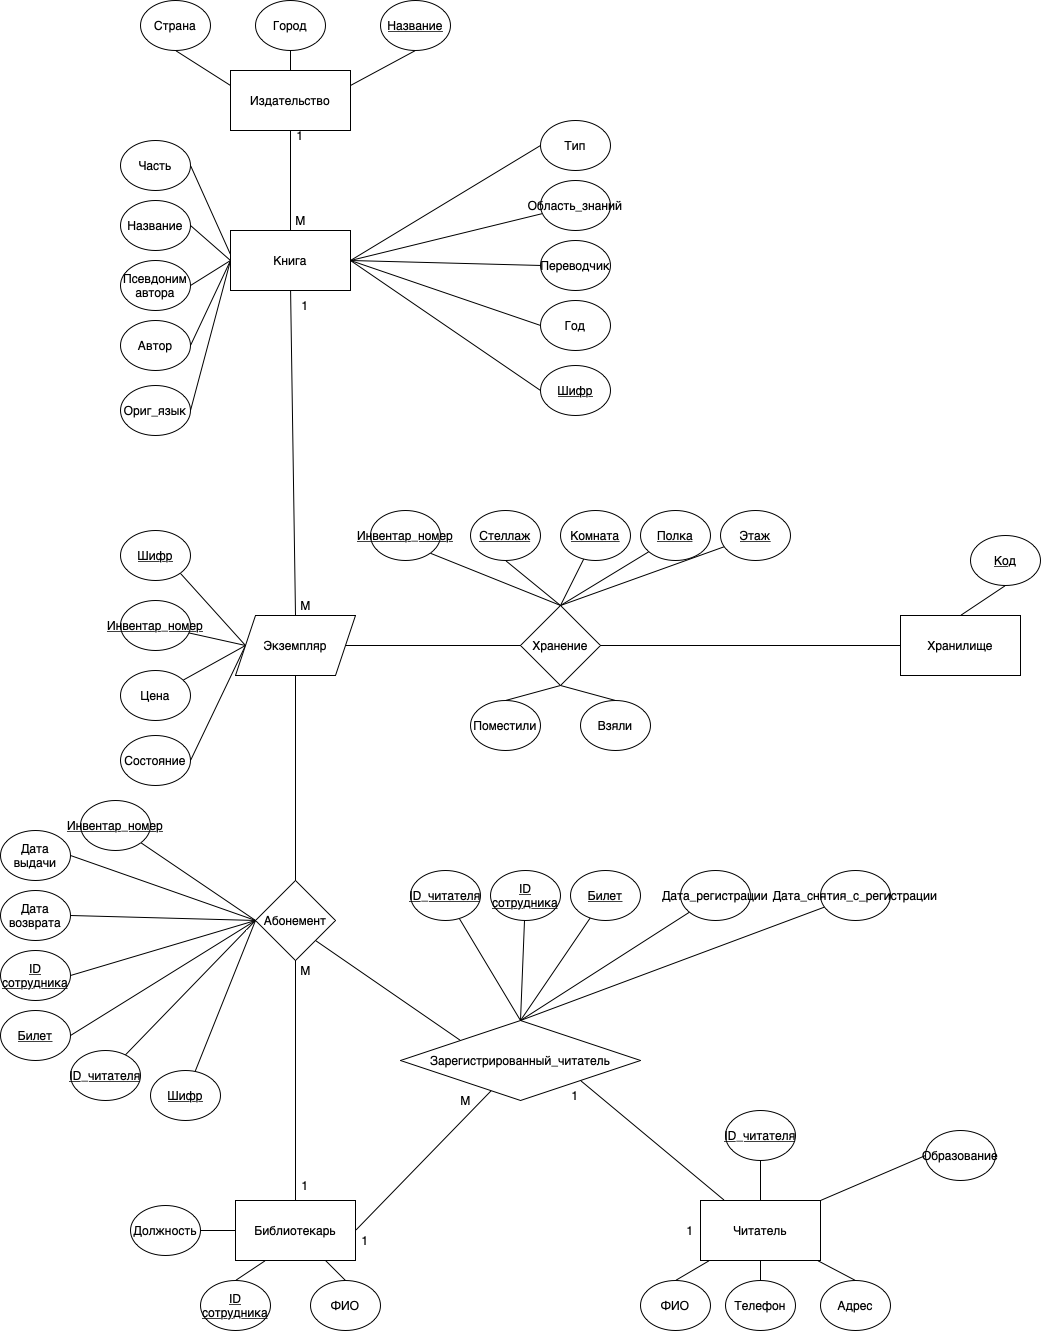 Страна
Город
Название
Издательство
1
Часть
Тип
Название
Область_знаний
М
Книга
Переводчик
Псевдоним
автора
1
Год
Автор
Шифр
Ориг_язык
Инвентар_номер
Стеллаж
Комната
Полка
Этаж
Шифр
Код
М
Инвентар_номер
Экземпляр
Хранение
Хранилище
Цена
Поместили
Взяли
Состояние
Инвентар_номер
Дата
выдачи
ID_читателя
ID
сотрудника
Билет
Дата_регистрации
Дата_снятия_с_регистрации
Дата
возврата
Абонемент
ID
сотрудника
М
Билет
Зарегистрированный_читатель
ID_читателя
Шифр
М
1
ID_читателя
Образование
1
Должность
Библиотекарь
1
1
Читатель
ID
сотрудника
ФИО
ФИО
Телефон
Адрес